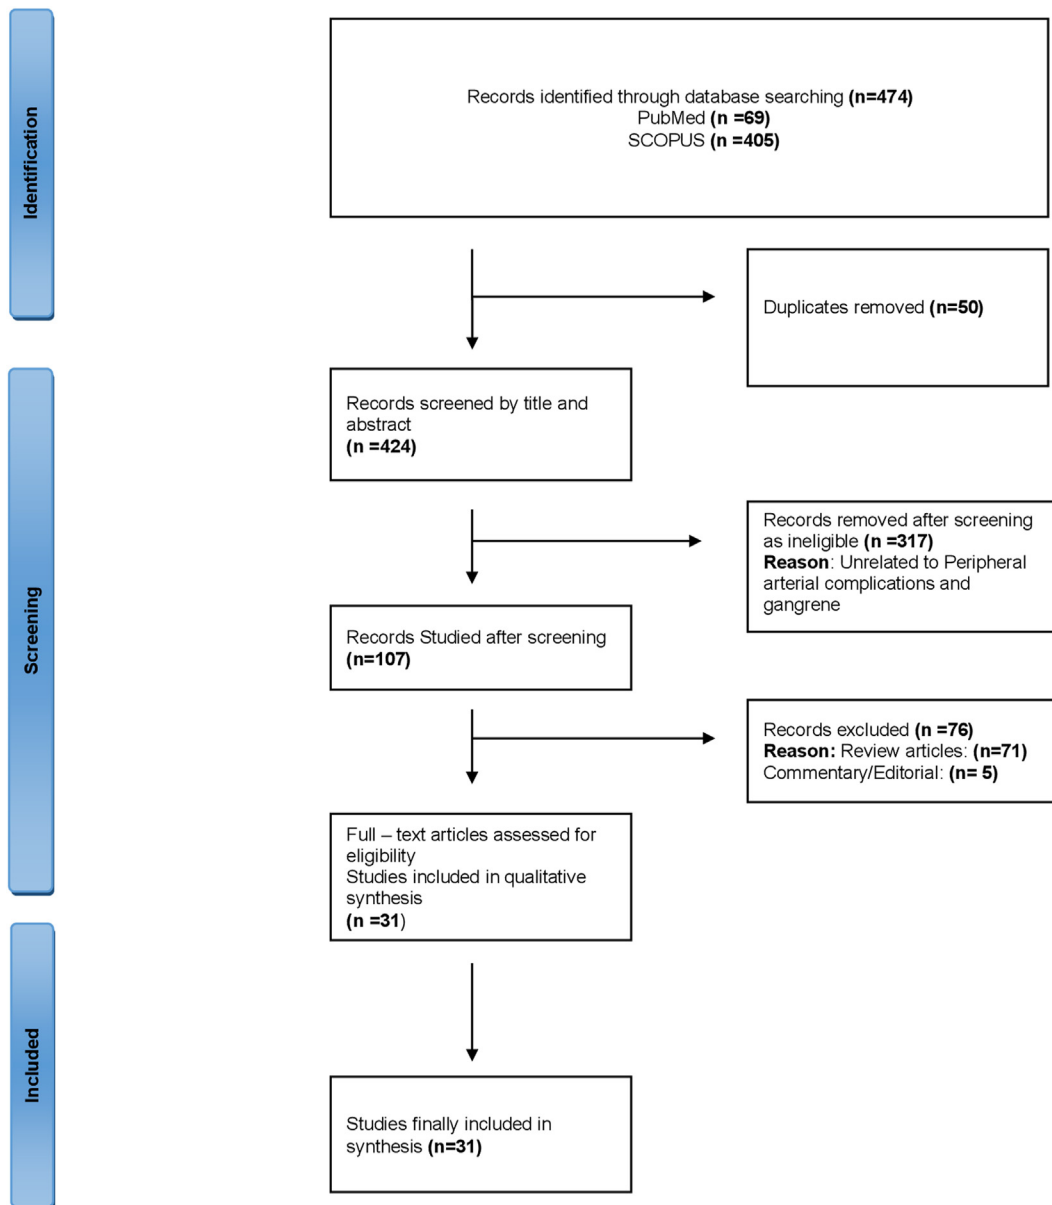 Identification
Records identified through database searching (n=474)
PubMed (n =69)
SCOPUS (n =405)
Duplicates removed (n=50)
Screening
Records screened by title and
abstract
(n =424)
Records removed after screening
as ineligible (n =317)
Reason: Unrelated to Peripheral
arterial complications and
gangrene
Records Studied after screening
(n=107)
Records excluded (n =76)
Reason: Review articles: (n=71)
Commentary/Editorial: (n= 5)
Full – text articles assessed for
eligibility
Studies included in qualitative
synthesis
(n =31)
Included
Studies finally included in
synthesis (n=31)